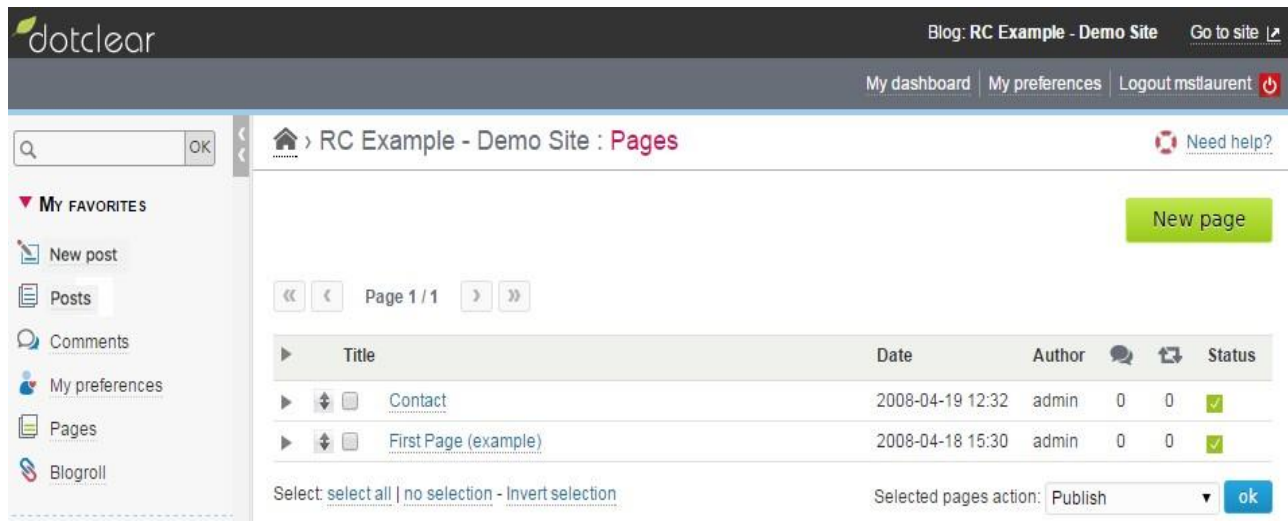 dotclear
Blog: RC Example - Demo Site Go to site
My dashboard My preferences Logout mstlaurent
OK
RC Example - Demo Site : Pages
Need help?
MY FAVORITES
New page
New post
Posts
Page 1 / 1
Comments
Title Date Author Status
My preferences
Contact 2008-04-19 12:32 admin 0 0
Pages
First Page (example) 2008-04-18 15:30 admin 0 0
Blogroll
Select: select all | no selection - Invert selection
Selected pages action: Publish ok